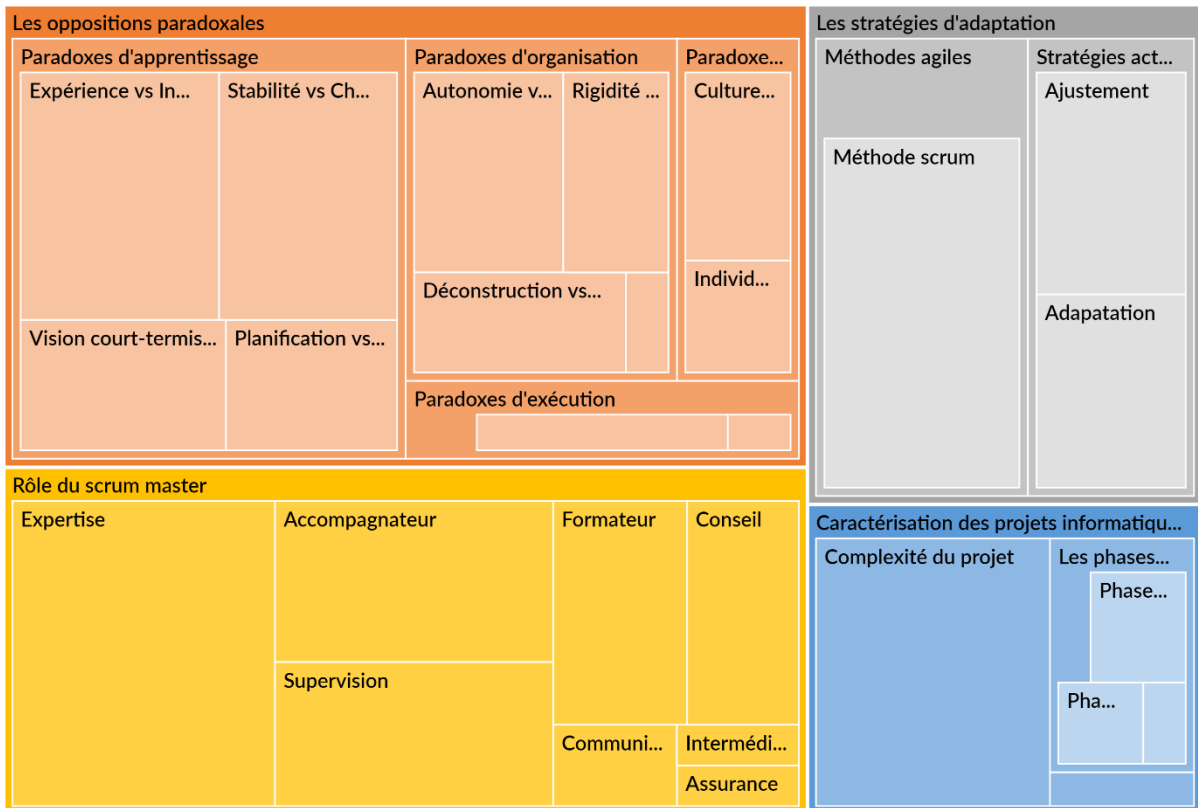 Les oppositions paradoxales
Paradoxes d'apprentissage
Expérience vs In...
Stabilité vs Ch...
Vision court-termis...
Planification vs...
Paradoxes d'organisation
Autonomie v...
Rigidité ...
Déconstruction vs...
Paradoxe...
Culture...
Individ...
Paradoxes d'exécution
Les stratégies d'adaptation
Méthodes agiles
Méthode scrum
Stratégies act...
Ajustement
Adapatation
Rôle du scrum master
Expertise
Accompagnateur
Supervision
Formateur
Conseil
Communi...
Intermédi...
Assurance
Caractérisation des projets informatiqu...
Complexité du projet
Les phases...
Phase...
Pha...